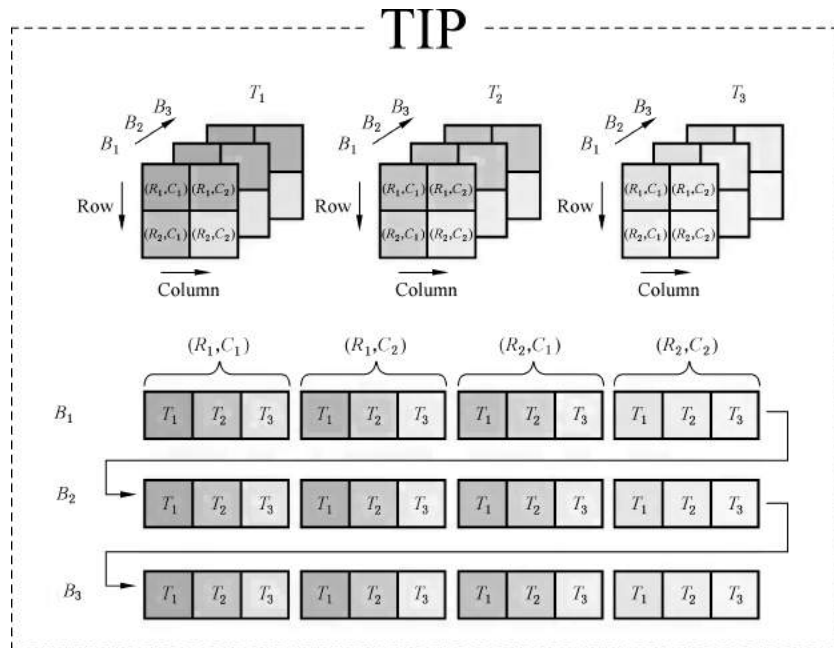 TIP
T₁ T₂ T₃
B₃ B₃ B₃
B₂ B₂ B₂
B₁ B₁ B₁
(R₁,C₁) (R₁,C₂) (R₁,C₁) (R₁,C₂) (R₁,C₁) (R₁,C₂)
Row Row Row
(R₂,C₁) (R₂,C₂) (R₂,C₁) (R₂,C₂) (R₂,C₁) (R₂,C₂)
Column Column Column
(R₁,C₁) (R₁,C₂) (R₂,C₁) (R₂,C₂)
B₁ T₁ T₂ T₃ T₁ T₂ T₃ T₁ T₂ T₃ T₁ T₂ T₃
B₂ T₁ T₂ T₃ T₁ T₂ T₃ T₁ T₂ T₃ T₁ T₂ T₃
B₃ T₁ T₂ T₃ T₁ T₂ T₃ T₁ T₂ T₃ T₁ T₂ T₃